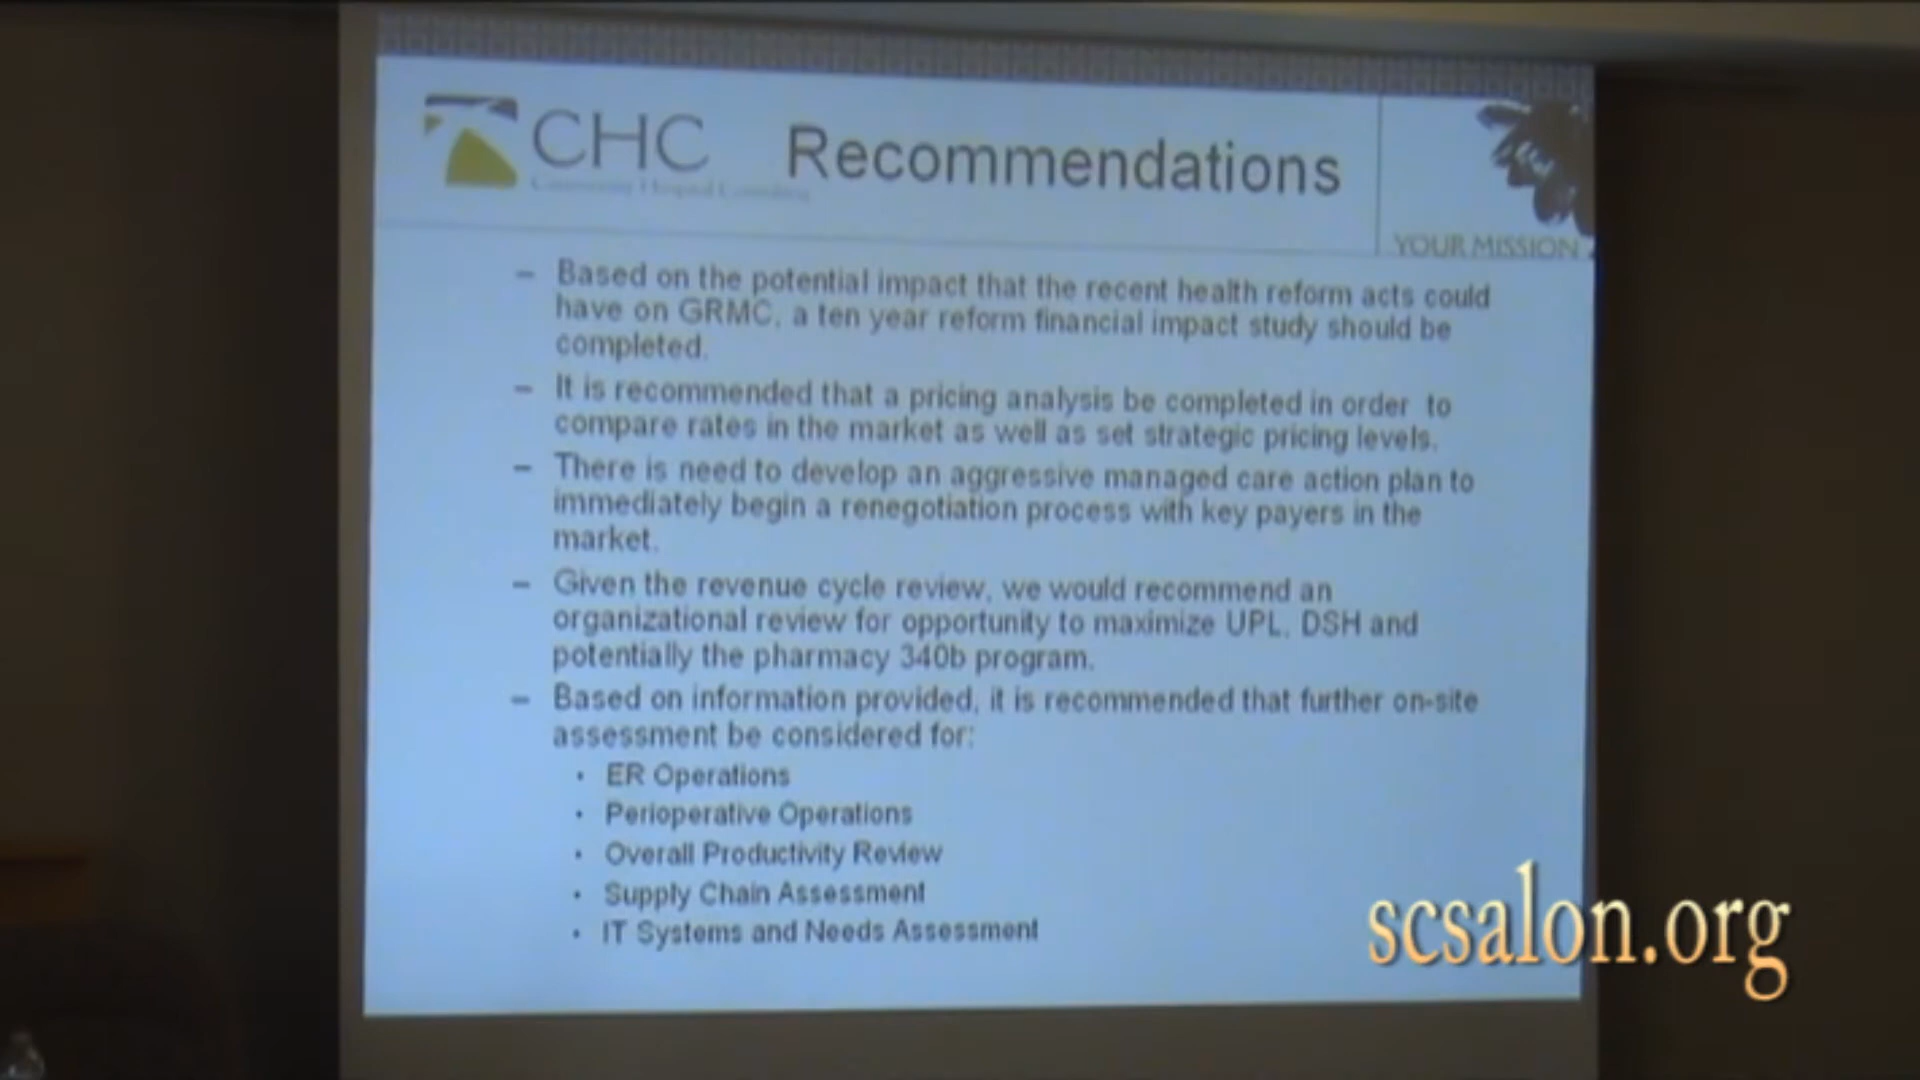 CHC Recommendations
YOUR MISSION
– Based on the potential impact that the recent health reform acts could
have on GRMC, a ten year reform financial impact study should be
completed.
– It is recommended that a pricing analysis be completed in order to
compare rates in the market as well as set strategic pricing levels.
– There is need to develop an aggressive managed care action plan to
immediately begin a renegotiation process with key payers in the
market.
– Given the revenue cycle review, we would recommend an
organizational review for opportunity to maximize UPL, DSH and
potentially the pharmacy 340b program.
– Based on information provided, it is recommended that further on-site
assessment be considered for:
• ER Operations
• Perioperative Operations
• Overall Productivity Review
• Supply Chain Assessment
• IT Systems and Needs Assessment
scsalon.org